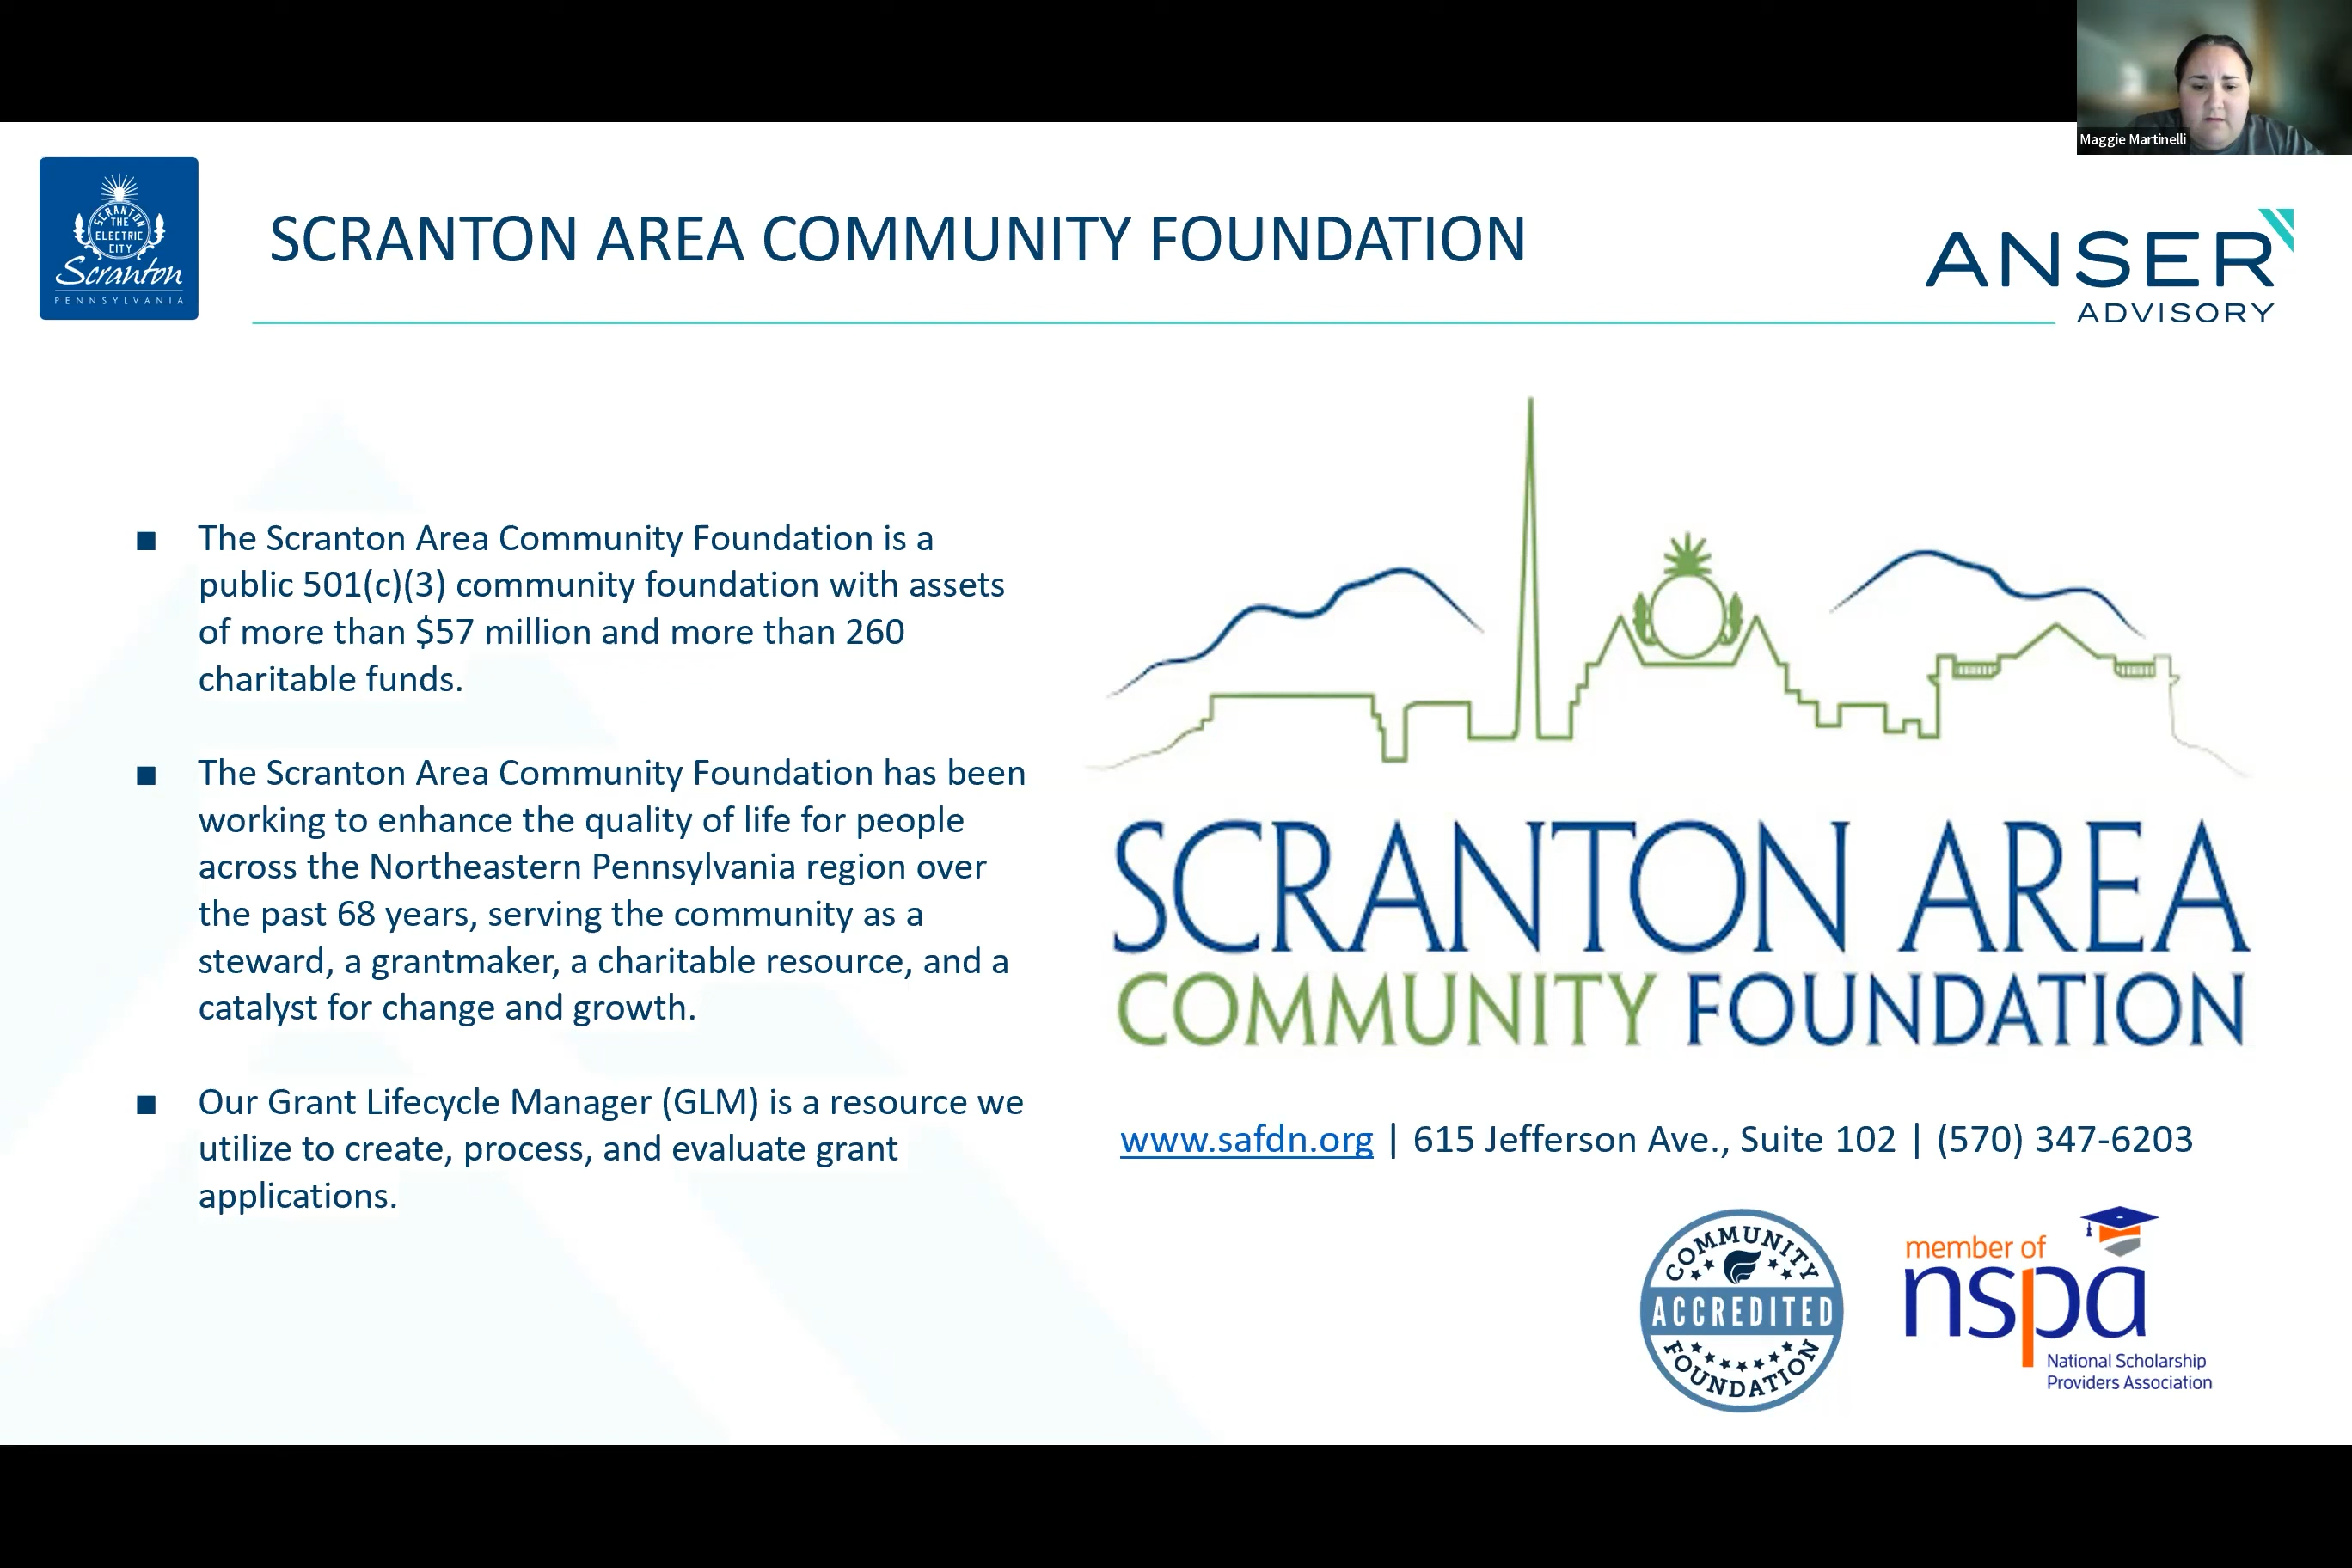 Maggie Martinelli
SCRANTON
THE
ELECTRIC
CITY
Scranton
PENNSYLVANIA
SCRANTON AREA COMMUNITY FOUNDATION
ANSER
ADVISORY
■ The Scranton Area Community Foundation is a
public 501(c)(3) community foundation with assets
of more than $57 million and more than 260
charitable funds.
■ The Scranton Area Community Foundation has been
working to enhance the quality of life for people
across the Northeastern Pennsylvania region over
the past 68 years, serving the community as a
steward, a grantmaker, a charitable resource, and a
catalyst for change and growth.
■ Our Grant Lifecycle Manager (GLM) is a resource we
utilize to create, process, and evaluate grant
applications.
SCRANTON AREA
COMMUNITY FOUNDATION
www.safdn.org | 615 Jefferson Ave., Suite 102 | (570) 347-6203
COMMUNITY
ACCREDITED
FOUNDATION
member of
nspa
National Scholarship
Providers Association